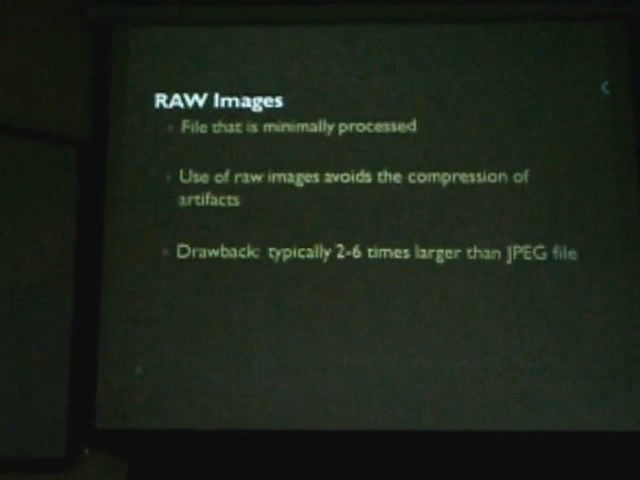 RAW Images
File that is minimally processed
Use of raw images avoids the compression of
artifacts
Drawback: typically 2-6 times larger than JPEG file